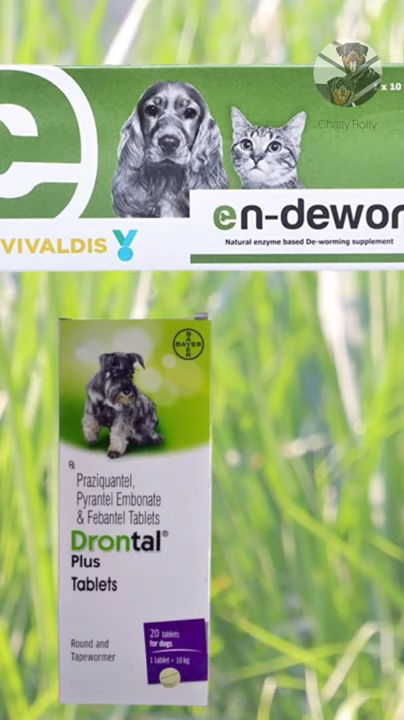 x 10
Chatty Rotty
en-dewor
Natural enzyme based De-worming supplement
VIVALDIS
BAYER
Praziquantel,
Pyrantel Embonate
& Febantel Tablets
Drontal®
Plus
Tablets
20 tablets
for dogs
1 tablet = 10 kg
Round and
Tapewormer